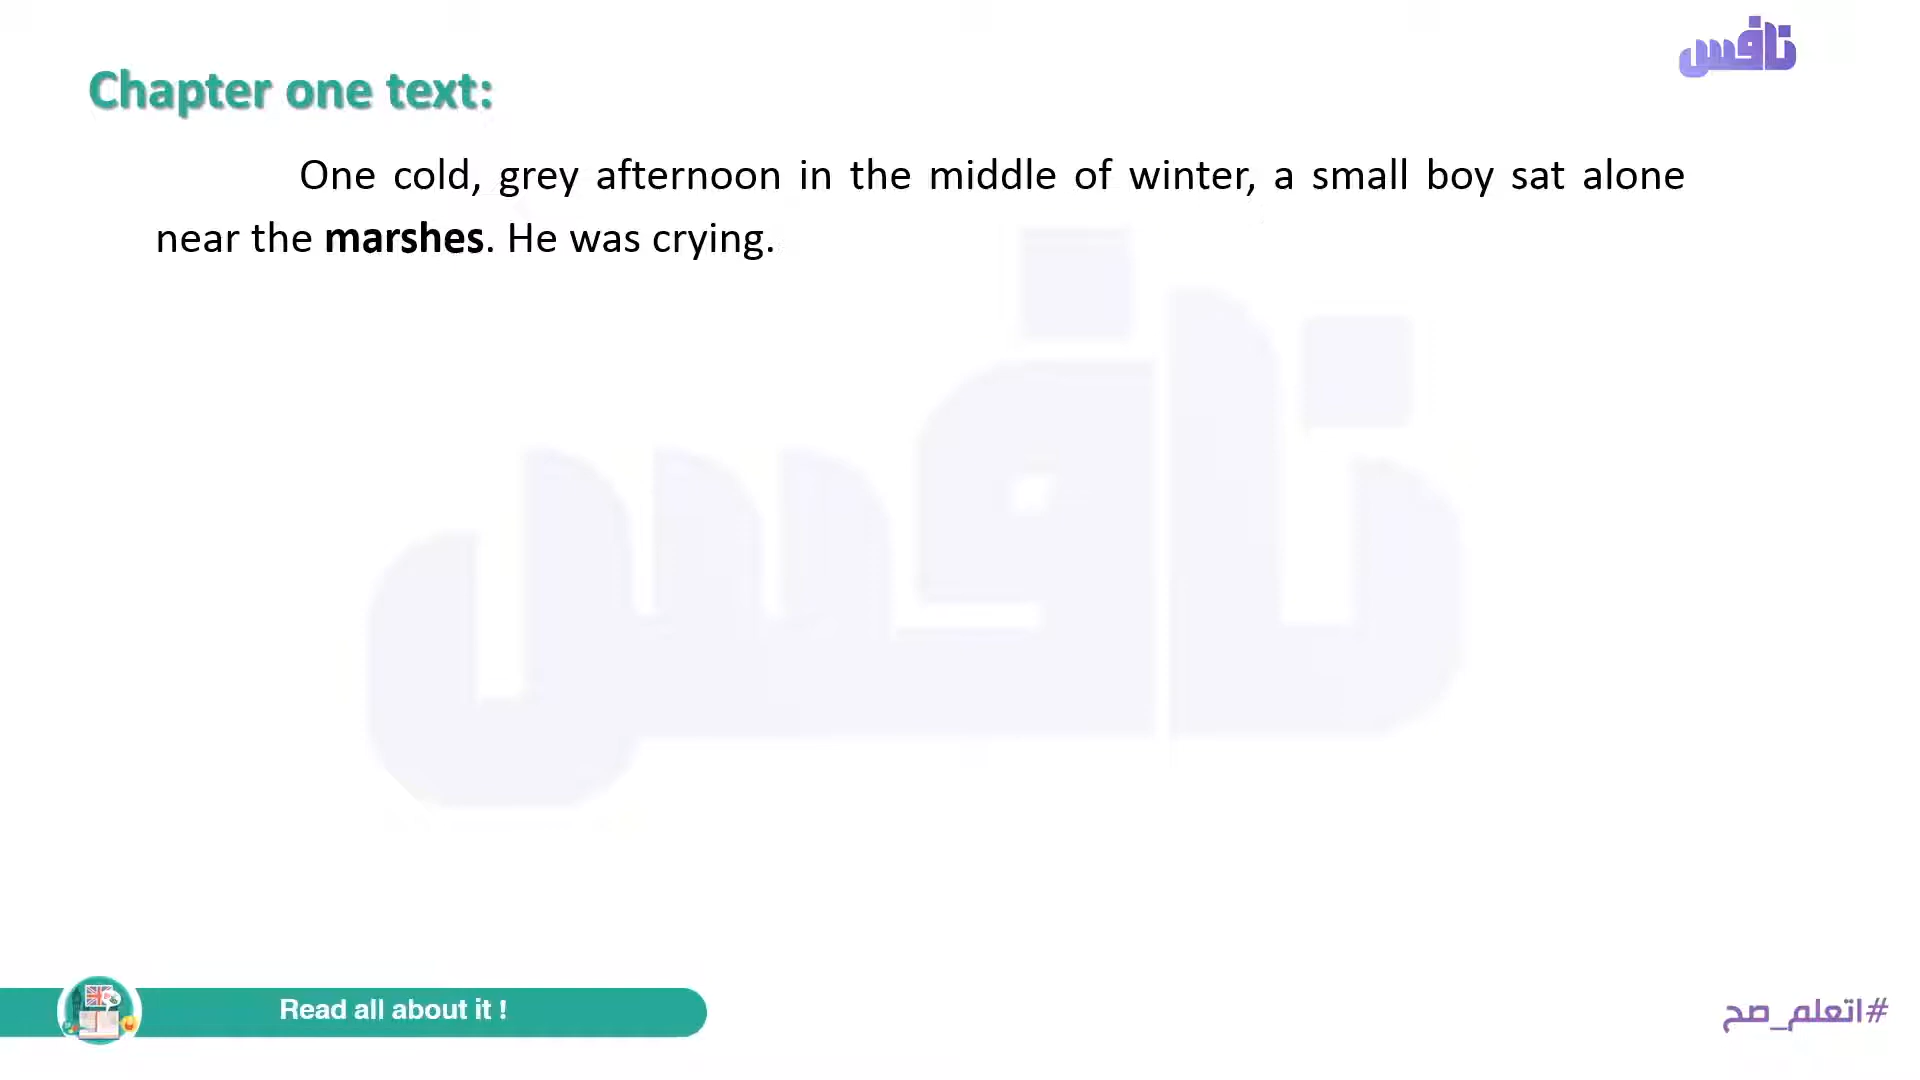 نافس
Chapter one text:
One cold, grey afternoon in the middle of winter, a small boy sat alone
near the marshes. He was crying.
نافس
Read all about it !
#اتعلم_صح